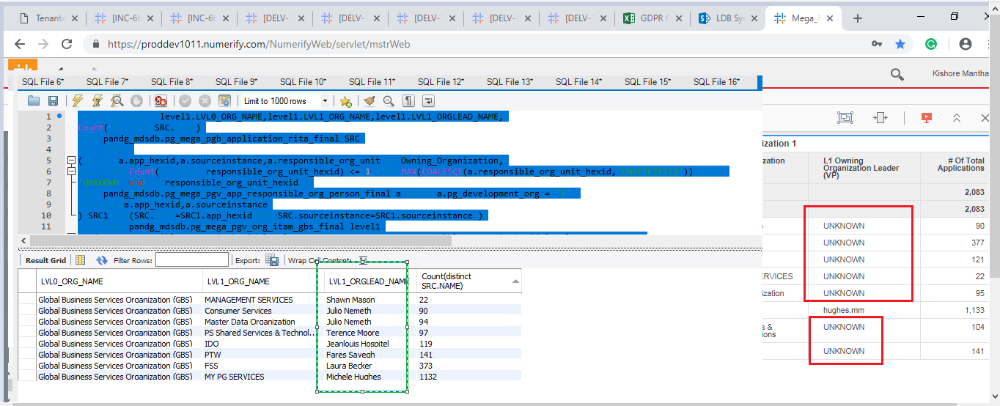 TenantA
[INC-66
[INC-66
[DELV-1
[DELV-1
[DELV-1
[DELV-1
[DELV-1
GDPR R
LDB Sys
Mega_
https://proddev1011.numerify.com/NumerifyWeb/servlet/mstrWeb
Kishore Mantha
SQL File 6* SQL File 7* SQL File 8* SQL File 9* SQL File 10* SQL File 11* SQL File 12* SQL File 13* SQL File 14* SQL File 15* SQL File 16*
Limit to 1000 rows
1 level1.LVL0_ORG_NAME,level1.LVL1_ORG_NAME,level1.LVL1_ORGLEAD_NAME,
2 Count( SRC. )
3 pandg_mdsdb.pg_mega_pgb_application_rita_final SRC
4
5 ( a.app_hexid,a.sourceinstance,a.responsible_org_unit Owning_Organization,
6 Count( responsible_org_unit_hexid) <= 1 MAX(COALESCE(a.responsible_org_unit_hexid, ))
7 end responsible_org_unit_hexid
8 pandg_mdsdb.pg_mega_pgv_app_responsible_org_person_final a a.pg_development_org =
9 a.app_hexid,a.sourceinstance
10 ) SRC1 (SRC. =SRC1.app_hexid SRC.sourceinstance=SRC1.sourceinstance )
11 pandg_mdsdb.pg_mega_pgv_org_itam_gbs_final level1
Result Grid Filter Rows: Export: Wrap Cell Content:
LVL0_ORG_NAME LVL1_ORG_NAME LVL1_ORGLEAD_NAME Count(distinct
SRC.NAME)
Global Business Services Organization (GBS) MANAGEMENT SERVICES Shawn Mason 22
Global Business Services Organization (GBS) Consumer Services Julio Nemeth 90
Global Business Services Organization (GBS) Master Data Organization Julio Nemeth 94
Global Business Services Organization (GBS) PS Shared Services & Technol... Terence Moore 97
Global Business Services Organization (GBS) IDO Jeanlouis Hospitel 119
Global Business Services Organization (GBS) PTW Fares Sayegh 141
Global Business Services Organization (GBS) FSS Laura Becker 373
Global Business Services Organization (GBS) MY PG SERVICES Michele Hughes 1132
ization 1
ization L1 Owning # Of Total
Organization Leader Applications
(VP)
2,083
2,083
s UNKNOWN 90
UNKNOWN 377
UNKNOWN 121
ERVICES UNKNOWN 22
ization UNKNOWN 95
hughes.mm 1,133
s & UNKNOWN 104
ions
UNKNOWN 141